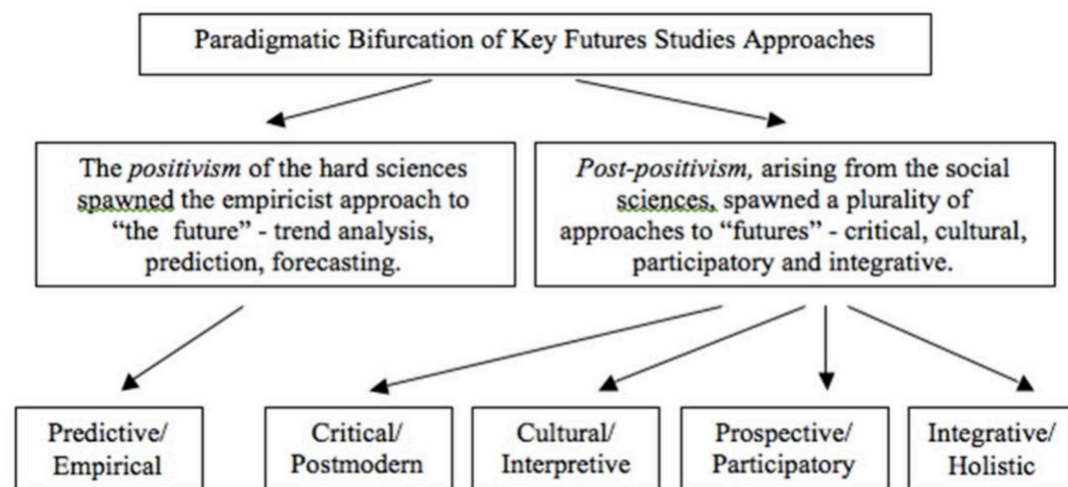 Paradigmatic Bifurcation of Key Futures Studies Approaches
The positivism of the hard sciences
spawned the empiricist approach to
“the future” - trend analysis,
prediction, forecasting.
Post-positivism, arising from the social
sciences, spawned a plurality of
approaches to “futures” - critical, cultural,
participatory and integrative.
Predictive/
Empirical
Critical/
Postmodern
Cultural/
Interpretive
Prospective/
Participatory
Integrative/
Holistic